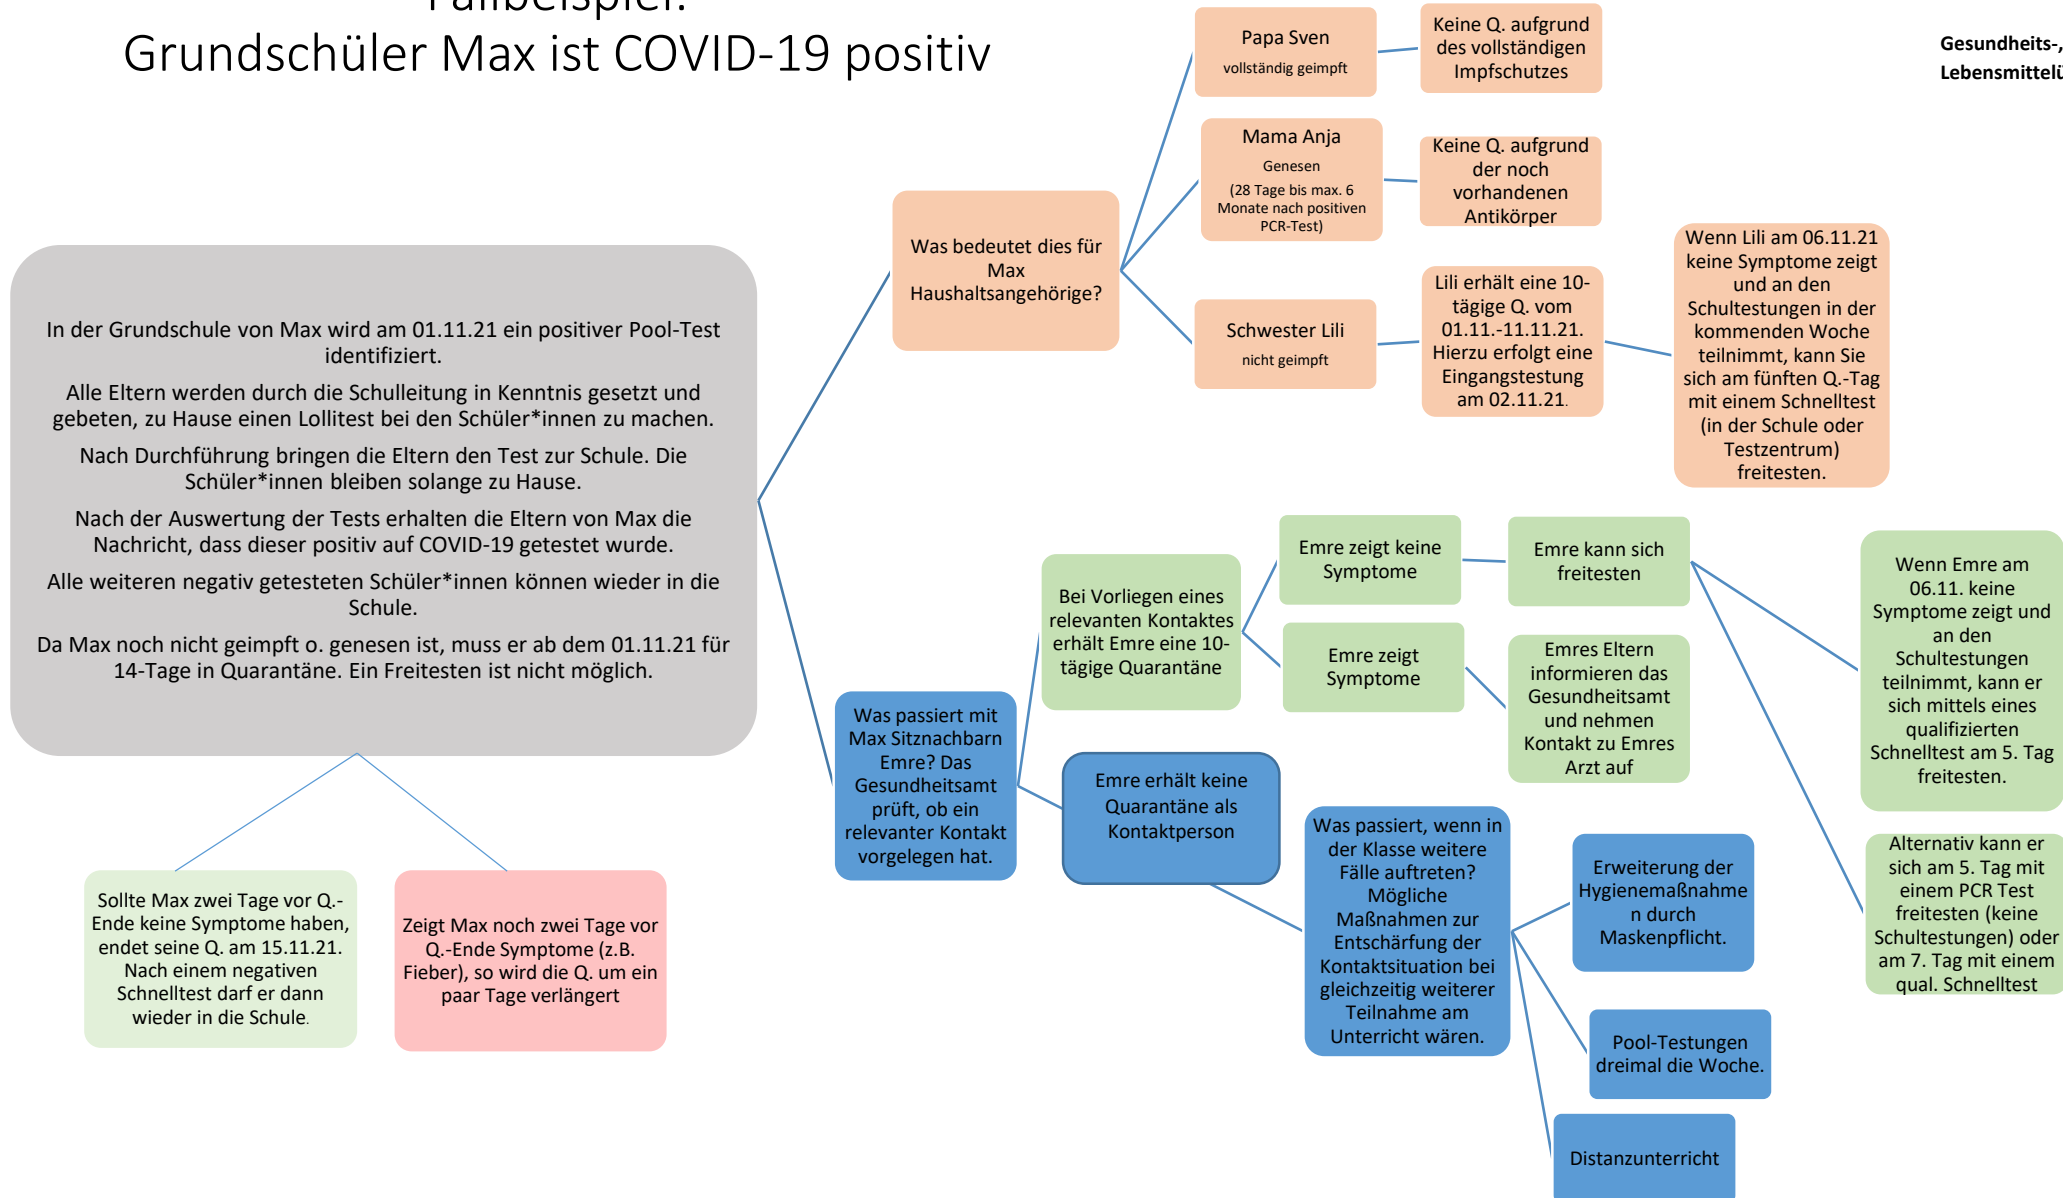 Fallbeispiel:
Grundschüler Max ist COVID-19 positiv
Gesundheits-,
In der Grundschule von Max wird am 01.11.21 ein positiver Pool-Test
identifiziert.
Alle Eltern werden durch die Schulleitung in Kenntnis gesetzt und
gebeten, zu Hause einen Lollitest bei den Schüler*innen zu machen.
Nach Durchführung bringen die Eltern den Test zur Schule. Die
Schüler*innen bleiben solange zu Hause.
Nach der Auswertung der Tests erhalten die Eltern von Max die
Nachricht, dass dieser positiv auf COVID-19 getestet wurde.
Alle weiteren negativ getesteten Schüler*innen können wieder in die
Schule.
Da Max noch nicht geimpft o. genesen ist, muss er ab dem 01.11.21 für
14-Tage in Quarantäne. Ein Freitesten ist nicht möglich.
Sollte Max zwei Tage vor Q.-
Ende keine Symptome haben,
endet seine Q. am 15.11.21.
Nach einem negativen
Schnelltest darf er dann
wieder in die Schule.
Zeigt Max noch zwei Tage vor
Q.-Ende Symptome (z.B.
Fieber), so wird die Q. um ein
paar Tage verlängert
Was bedeutet dies für
Max
Haushaltsangehörige?
Papa Sven
vollständig geimpft
Keine Q. aufgrund
des vollständigen
Impfschutzes
Mama Anja
Genesen
(28 Tage bis max. 6
Monate nach positiven
PCR-Test)
Keine Q. aufgrund
der noch
vorhandenen
Antikörper
Schwester Lili
nicht geimpft
Lili erhält eine 10-
tägige Q. vom
01.11.-11.11.21.
Hierzu erfolgt eine
Eingangstestung
am 02.11.21.
Wenn Lili am 06.11.21
keine Symptome zeigt
und an den
Schultestungen in der
kommenden Woche
teilnimmt, kann Sie
sich am fünften Q.-Tag
mit einem Schnelltest
(in der Schule oder
Testzentrum)
freitesten.
Was passiert mit
Max Sitznachbarn
Emre? Das
Gesundheitsamt
prüft, ob ein
relevanter Kontakt
vorgelegen hat.
Bei Vorliegen eines
relevanten Kontaktes
erhält Emre eine 10-
tägige Quarantäne
Emre zeigt keine
Symptome
Emre kann sich
freitesten
Wenn Emre am
06.11. keine
Symptome zeigt und
an den
Schultestungen
teilnimmt, kann er
sich mittels eines
qualifizierten
Schnelltest am 5. Tag
freitesten.
Alternativ kann er
sich am 5. Tag mit
einem PCR Test
freitesten (keine
Schultestungen) oder
am 7. Tag mit einem
qual. Schnelltest
Emre zeigt
Symptome
Emres Eltern
informieren das
Gesundheitsamt
und nehmen
Kontakt zu Emres
Arzt auf
Emre erhält keine
Quarantäne als
Kontaktperson
Was passiert, wenn in
der Klasse weitere
Fälle auftreten?
Mögliche
Maßnahmen zur
Entschärfung der
Kontaktsituation bei
gleichzeitig weiterer
Teilnahme am
Unterricht wären.
Erweiterung der
Hygienemaßnahme
n durch
Maskenpflicht.
Pool-Testungen
dreimal die Woche.
Distanzunterricht